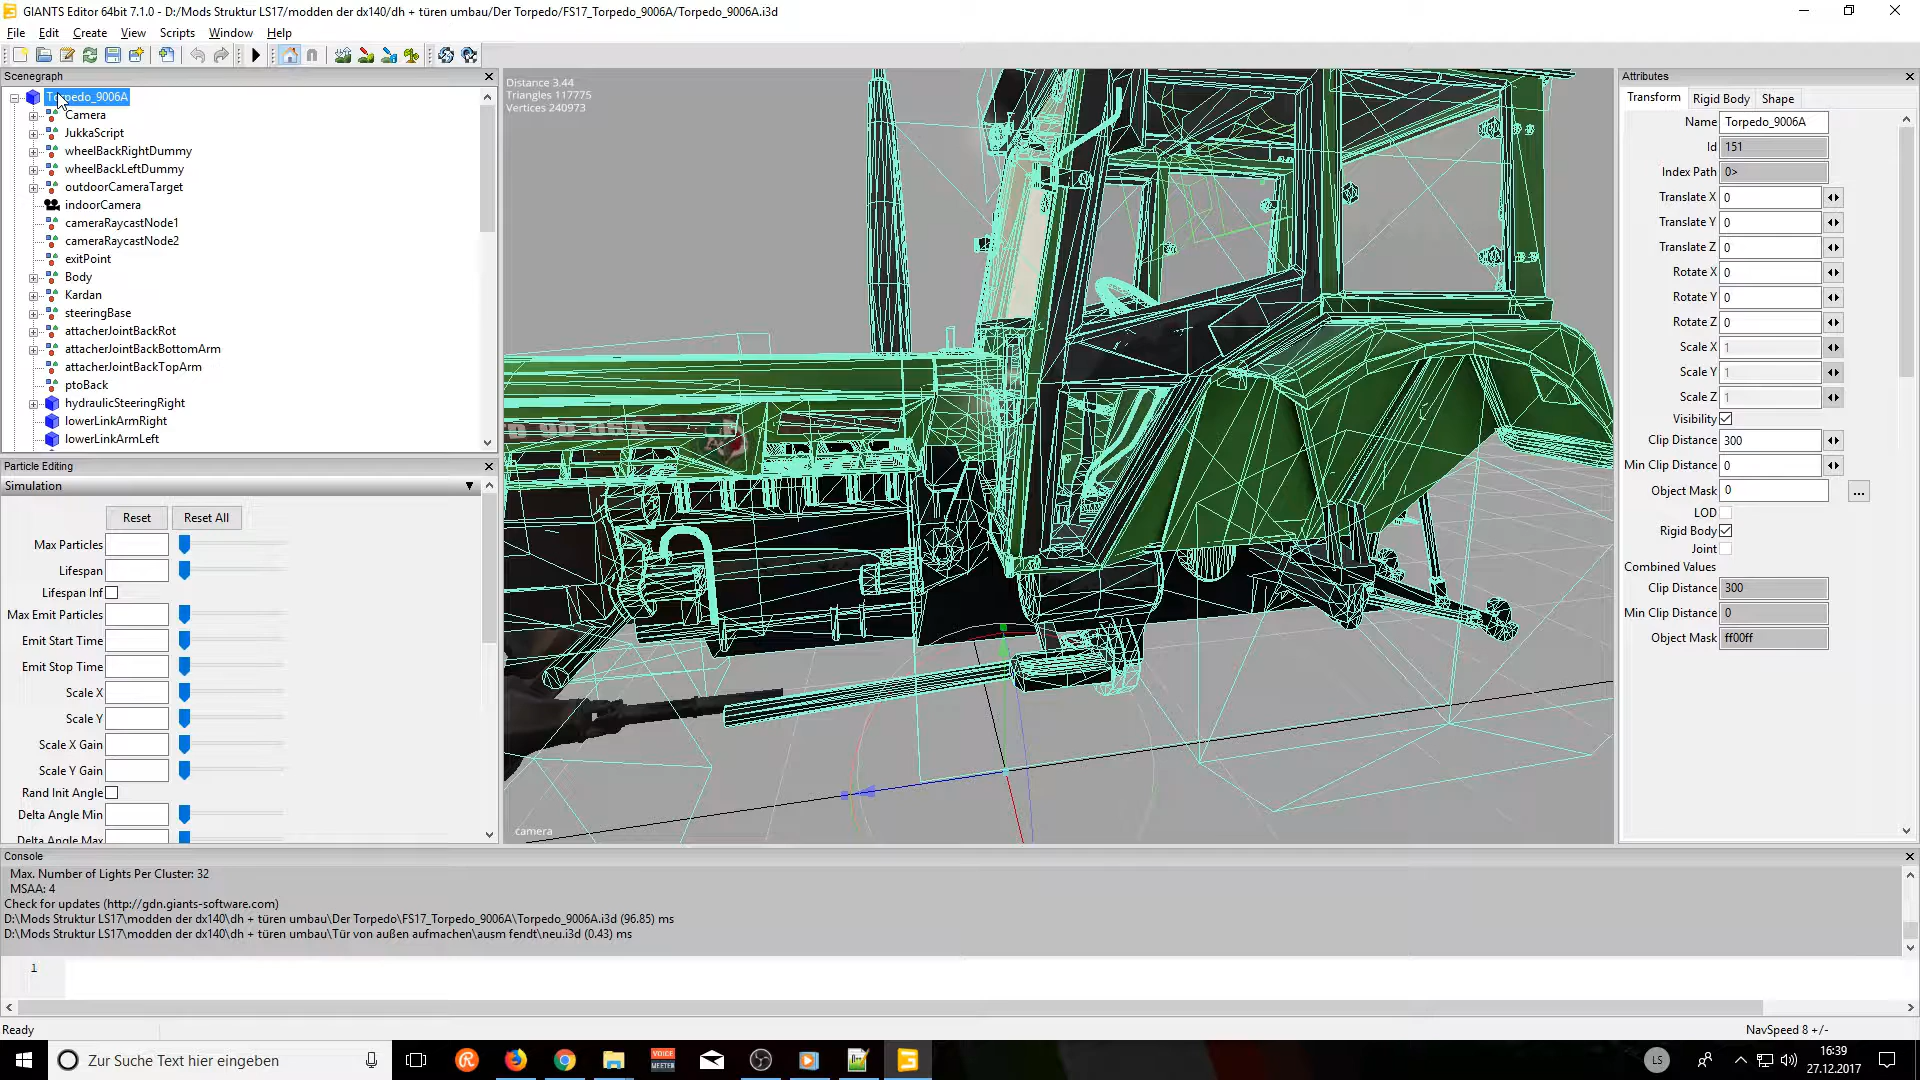 GIANTS Editor 64bit 7.1.0 - D:/Mods Struktur LS17/modden der dx140/dh + türen umbau/Der Torpedo/FS17_Torpedo_9006A/Torpedo_9006A.i3d
File Edit Create View Scripts Window Help
Scenegraph
Torpedo_9006A
Camera
JukkaScript
wheelBackRightDummy
wheelBackLeftDummy
outdoorCameraTarget
indoorCamera
cameraRaycastNode1
cameraRaycastNode2
exitPoint
Body
Kardan
steeringBase
attacherJointBackRot
attacherJointBackBottomArm
attacherJointBackTopArm
ptoBack
hydraulicSteeringRight
lowerLinkArmRight
lowerLinkArmLeft
Particle Editing
Simulation
Reset Reset All
Max Particles
Lifespan
Lifespan Inf
Max Emit Particles
Emit Start Time
Emit Stop Time
Scale X
Scale Y
Scale X Gain
Scale Y Gain
Rand Init Angle
Delta Angle Min
Delta Angle Max
Distance 3.44
Triangles 117775
Vertices 240973
camera
Attributes
Transform Rigid Body Shape
Name Torpedo_9006A
Id 151
Index Path 0>
Translate X 0
Translate Y 0
Translate Z 0
Rotate X 0
Rotate Y 0
Rotate Z 0
Scale X 1
Scale Y 1
Scale Z 1
Visibility
Clip Distance 300
Min Clip Distance 0
Object Mask 0 ...
LOD
Rigid Body
Joint
Combined Values
Clip Distance 300
Min Clip Distance 0
Object Mask ff00ff
Console
Max. Number of Lights Per Cluster: 32
MSAA: 4
Check for updates (http://gdn.giants-software.com)
D:\Mods Struktur LS17\modden der dx140\dh + türen umbau\Der Torpedo\FS17_Torpedo_9006A\Torpedo_9006A.i3d (96.85) ms
D:\Mods Struktur LS17\modden der dx140\dh + türen umbau\Tür von außen aufmachen\ausm fendt\neu.i3d (0.43) ms
1
Ready
NavSpeed 8 +/-
Zur Suche Text hier eingeben
VOICE
MEETER
LS
16:39
27.12.2017